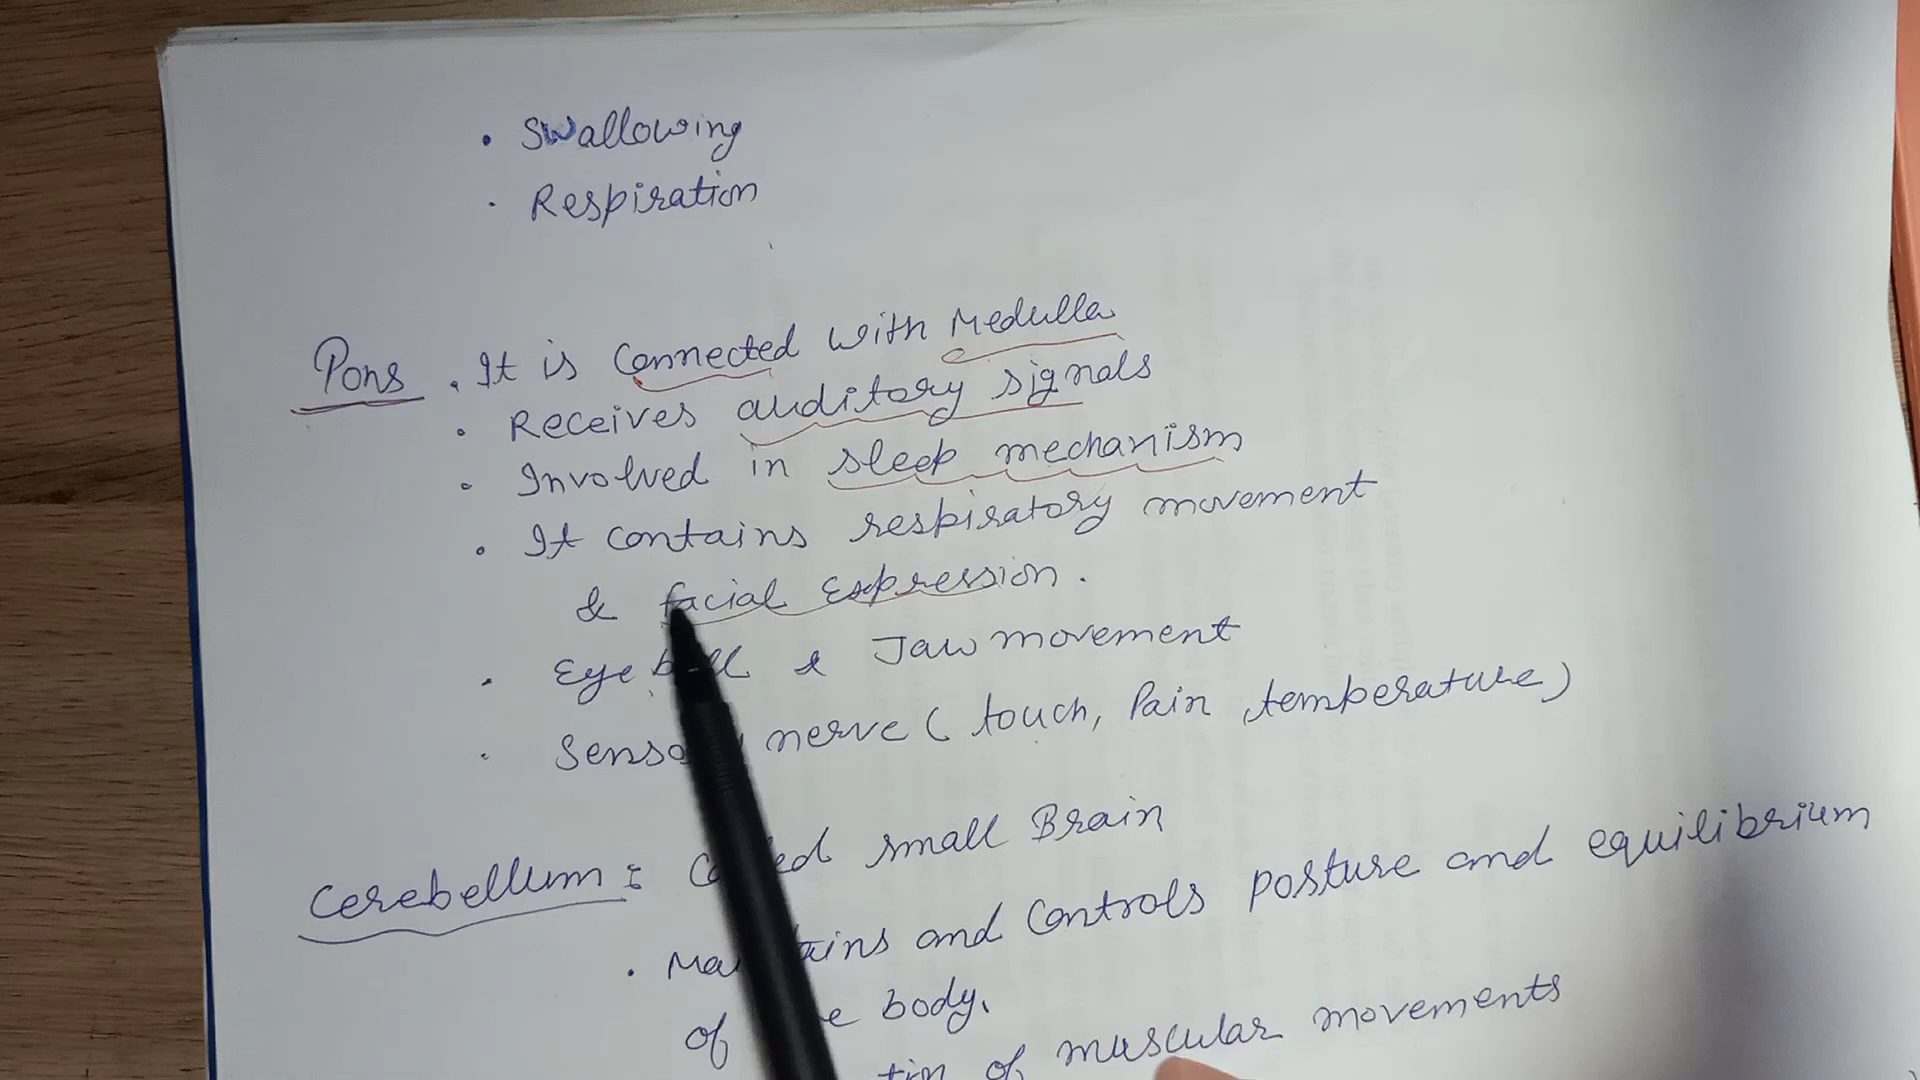 • Swallowing
• Respiration
Pons . It is Connected with Medulla
• Receives auditory signals
• Involved in sleep mechanism
• It contains respiratory movement
& facial expression.
• Eye ball & Jaw movement
• nerve ( touch, Pain, temperature)
Cerebellum : small Brain
• and Controls posture and equilibrium
of body.
of muscular movements